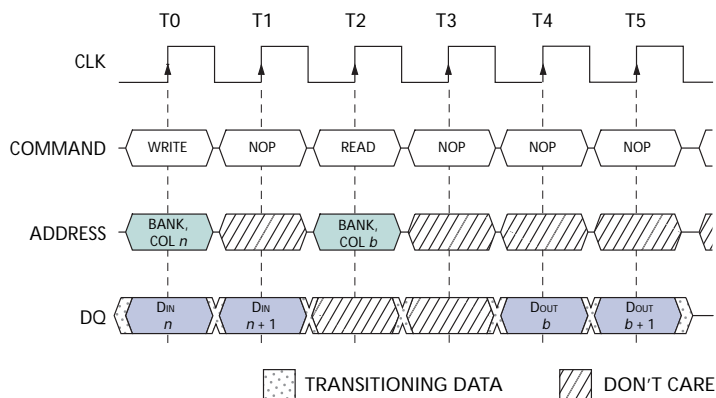 T0 T1 T2 T3 T4 T5
CLK
COMMAND WRITE NOP READ NOP NOP NOP
ADDRESS BANK, COL n BANK, COL b
DQ DIN n DIN n + 1 DOUT b DOUT b + 1
TRANSITIONING DATA DON'T CARE